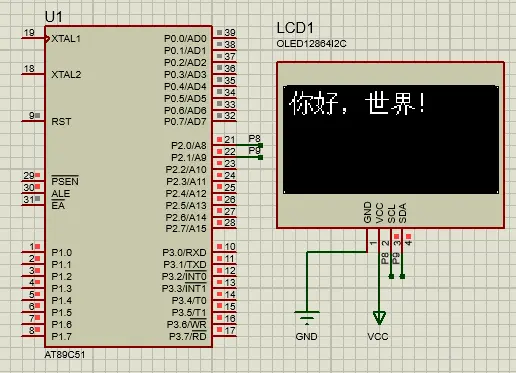 U1
19 XTAL1
18 XTAL2
9 RST
29 PSEN
30 ALE
31 EA
1 P1.0
2 P1.1
3 P1.2
4 P1.3
5 P1.4
6 P1.5
7 P1.6
8 P1.7
P0.0/AD0 39
P0.1/AD1 38
P0.2/AD2 37
P0.3/AD3 36
P0.4/AD4 35
P0.5/AD5 34
P0.6/AD6 33
P0.7/AD7 32
P2.0/A8 21 P8
P2.1/A9 22 P9
P2.2/A10 23
P2.3/A11 24
P2.4/A12 25
P2.5/A13 26
P2.6/A14 27
P2.7/A15 28
P3.0/RXD 10
P3.1/TXD 11
P3.2/INT0 12
P3.3/INT1 13
P3.4/T0 14
P3.5/T1 15
P3.6/WR 16
P3.7/RD 17
AT89C51
LCD1
OLED12864I2C
你好，世界！
GND
VCC
SCL
SDA
1
2
3
4
P8
P9
GND
VCC